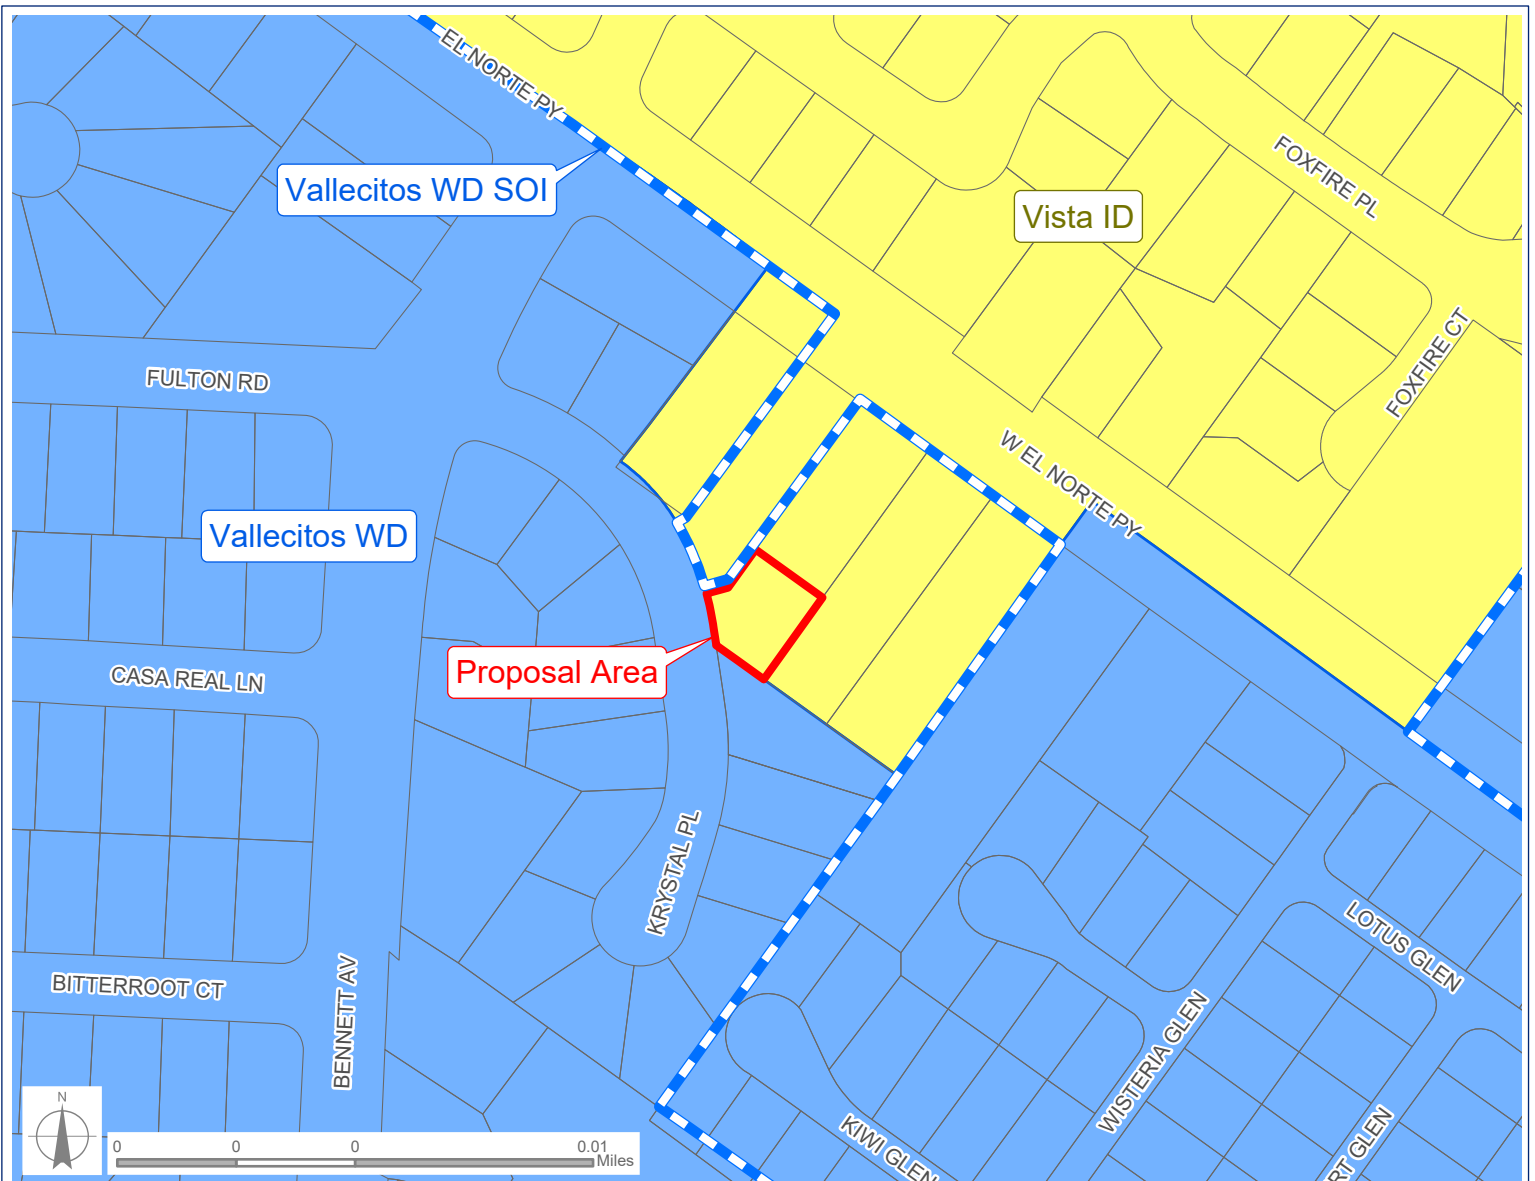 EL NORTE PY
FOXFIRE PL
Vallecitos WD SOI
Vista ID
FOXFIRE CT
FULTON RD
W EL NORTE PY
Vallecitos WD
Proposal Area
CASA REAL LN
KRYSTAL PL
LOTUS GLEN
BITTERROOT CT
BENNETT AV
WISTERIA GLEN
KIWI GLEN
RT GLEN
N
0 0 0 0.01
Miles